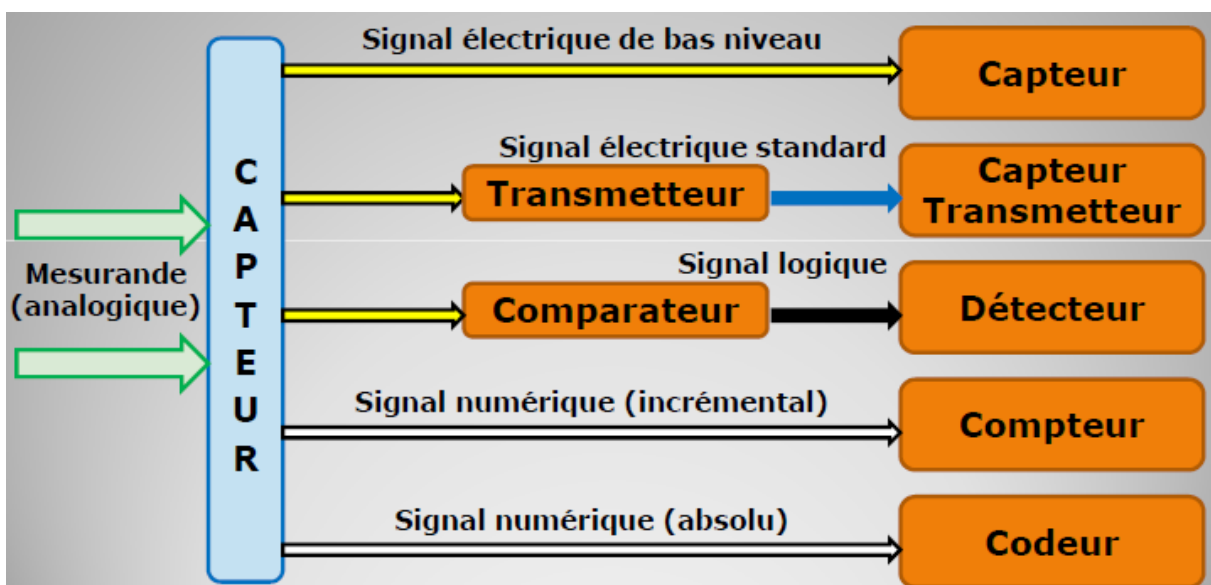 Signal électrique de bas niveau
Capteur
Signal électrique standard
Transmetteur
Capteur
Transmetteur
Mesurande
(analogique)
C
A
P
T
E
U
R
Signal logique
Comparateur
Détecteur
Signal numérique (incrémental)
Compteur
Signal numérique (absolu)
Codeur